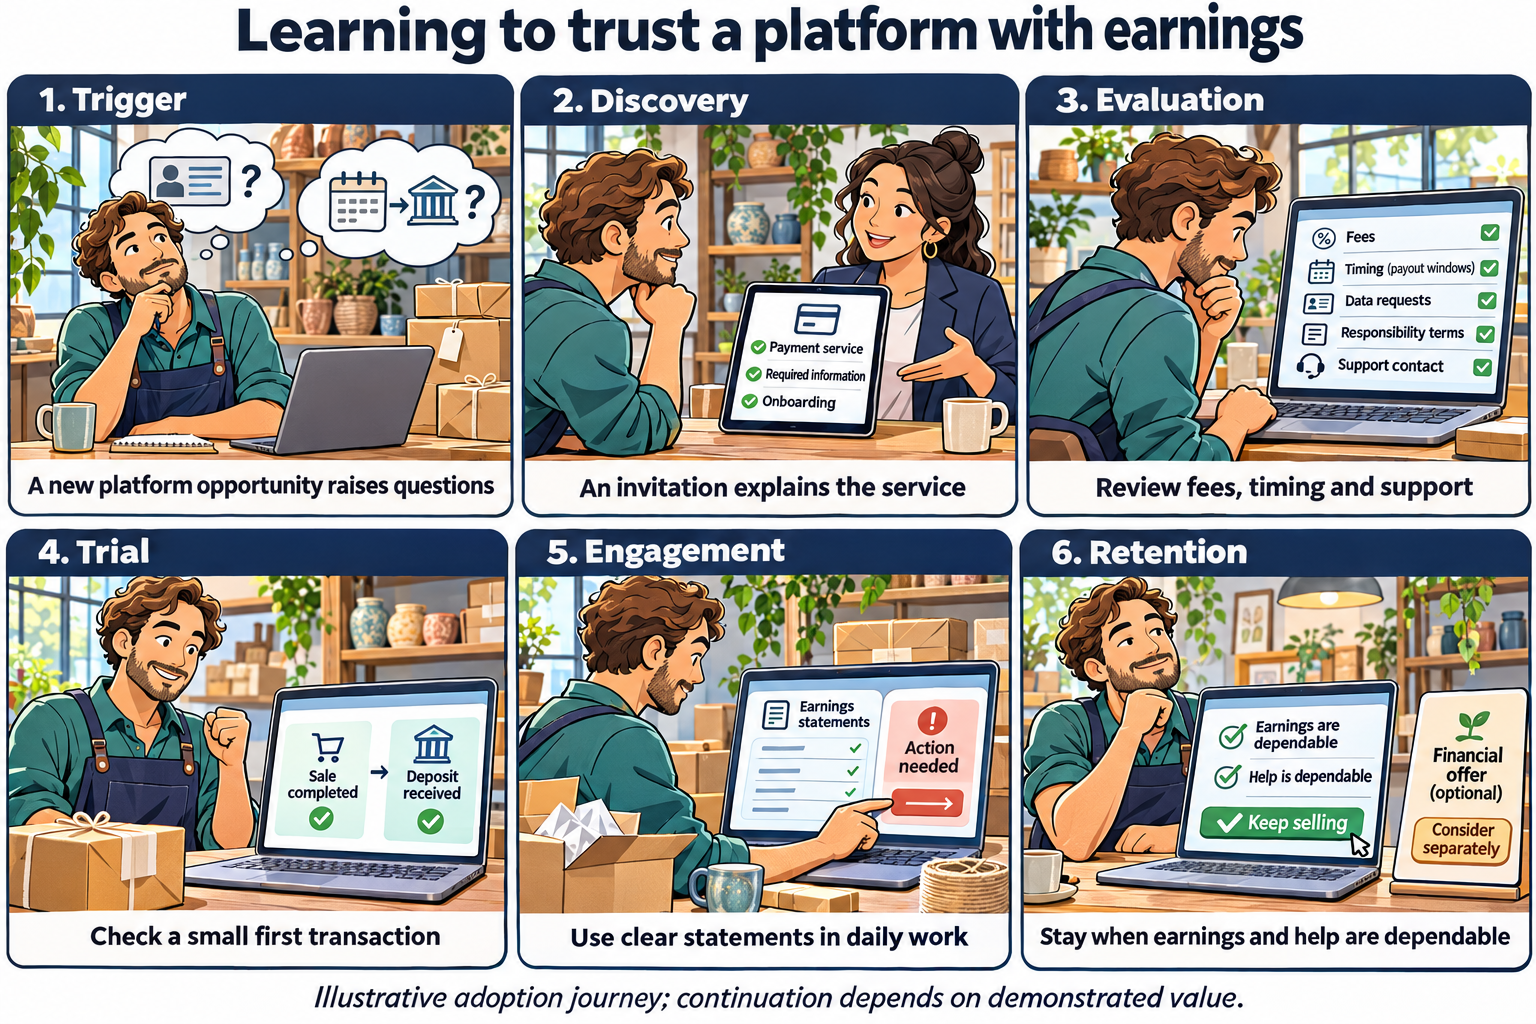 Learning to trust a platform with earnings
1. Trigger
?
?
A new platform opportunity raises questions
2. Discovery
Payment service
Required information
Onboarding
An invitation explains the service
3. Evaluation
%
Fees
Timing (payout windows)
Data requests
Responsibility terms
Support contact
Review fees, timing and support
4. Trial
Sale
completed
Deposit
received
Check a small first transaction
5. Engagement
Earnings
statements
!
Action
needed
Use clear statements in daily work
6. Retention
Earnings are
dependable
Help is dependable
Keep selling
Financial
offer
(optional)
Consider
separately
Stay when earnings and help are dependable
Illustrative adoption journey; continuation depends on demonstrated value.